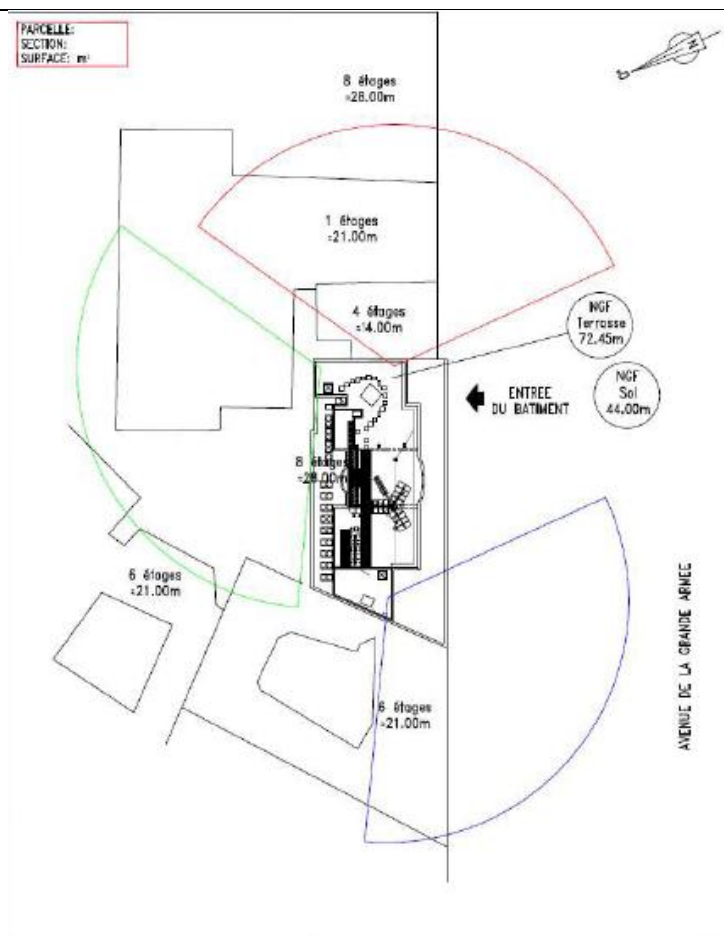 PARCELLE:
SECTION:
SURFACE: m²
N
8 étages
=28.00m
1 étages
=21.00m
4 étages
=14.00m
NGF
Terrasse
72.45m
NGF
Sol
44.00m
ENTREE
DU BATIMENT
8 étages
=28.00m
6 étages
=21.00m
6 étages
=21.00m
AVENUE DE LA GRANDE ARMEE